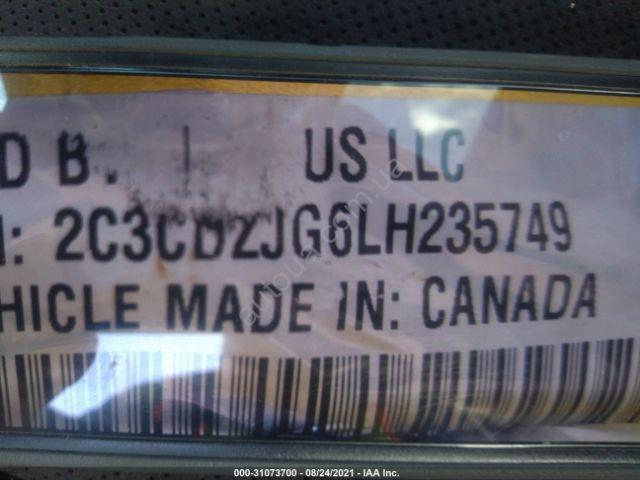 D B US LLC
: 2C3CDZJG6LH235749
HICLE MADE IN: CANADA
000-31073700 - 08/24/2021 - IAA Inc.